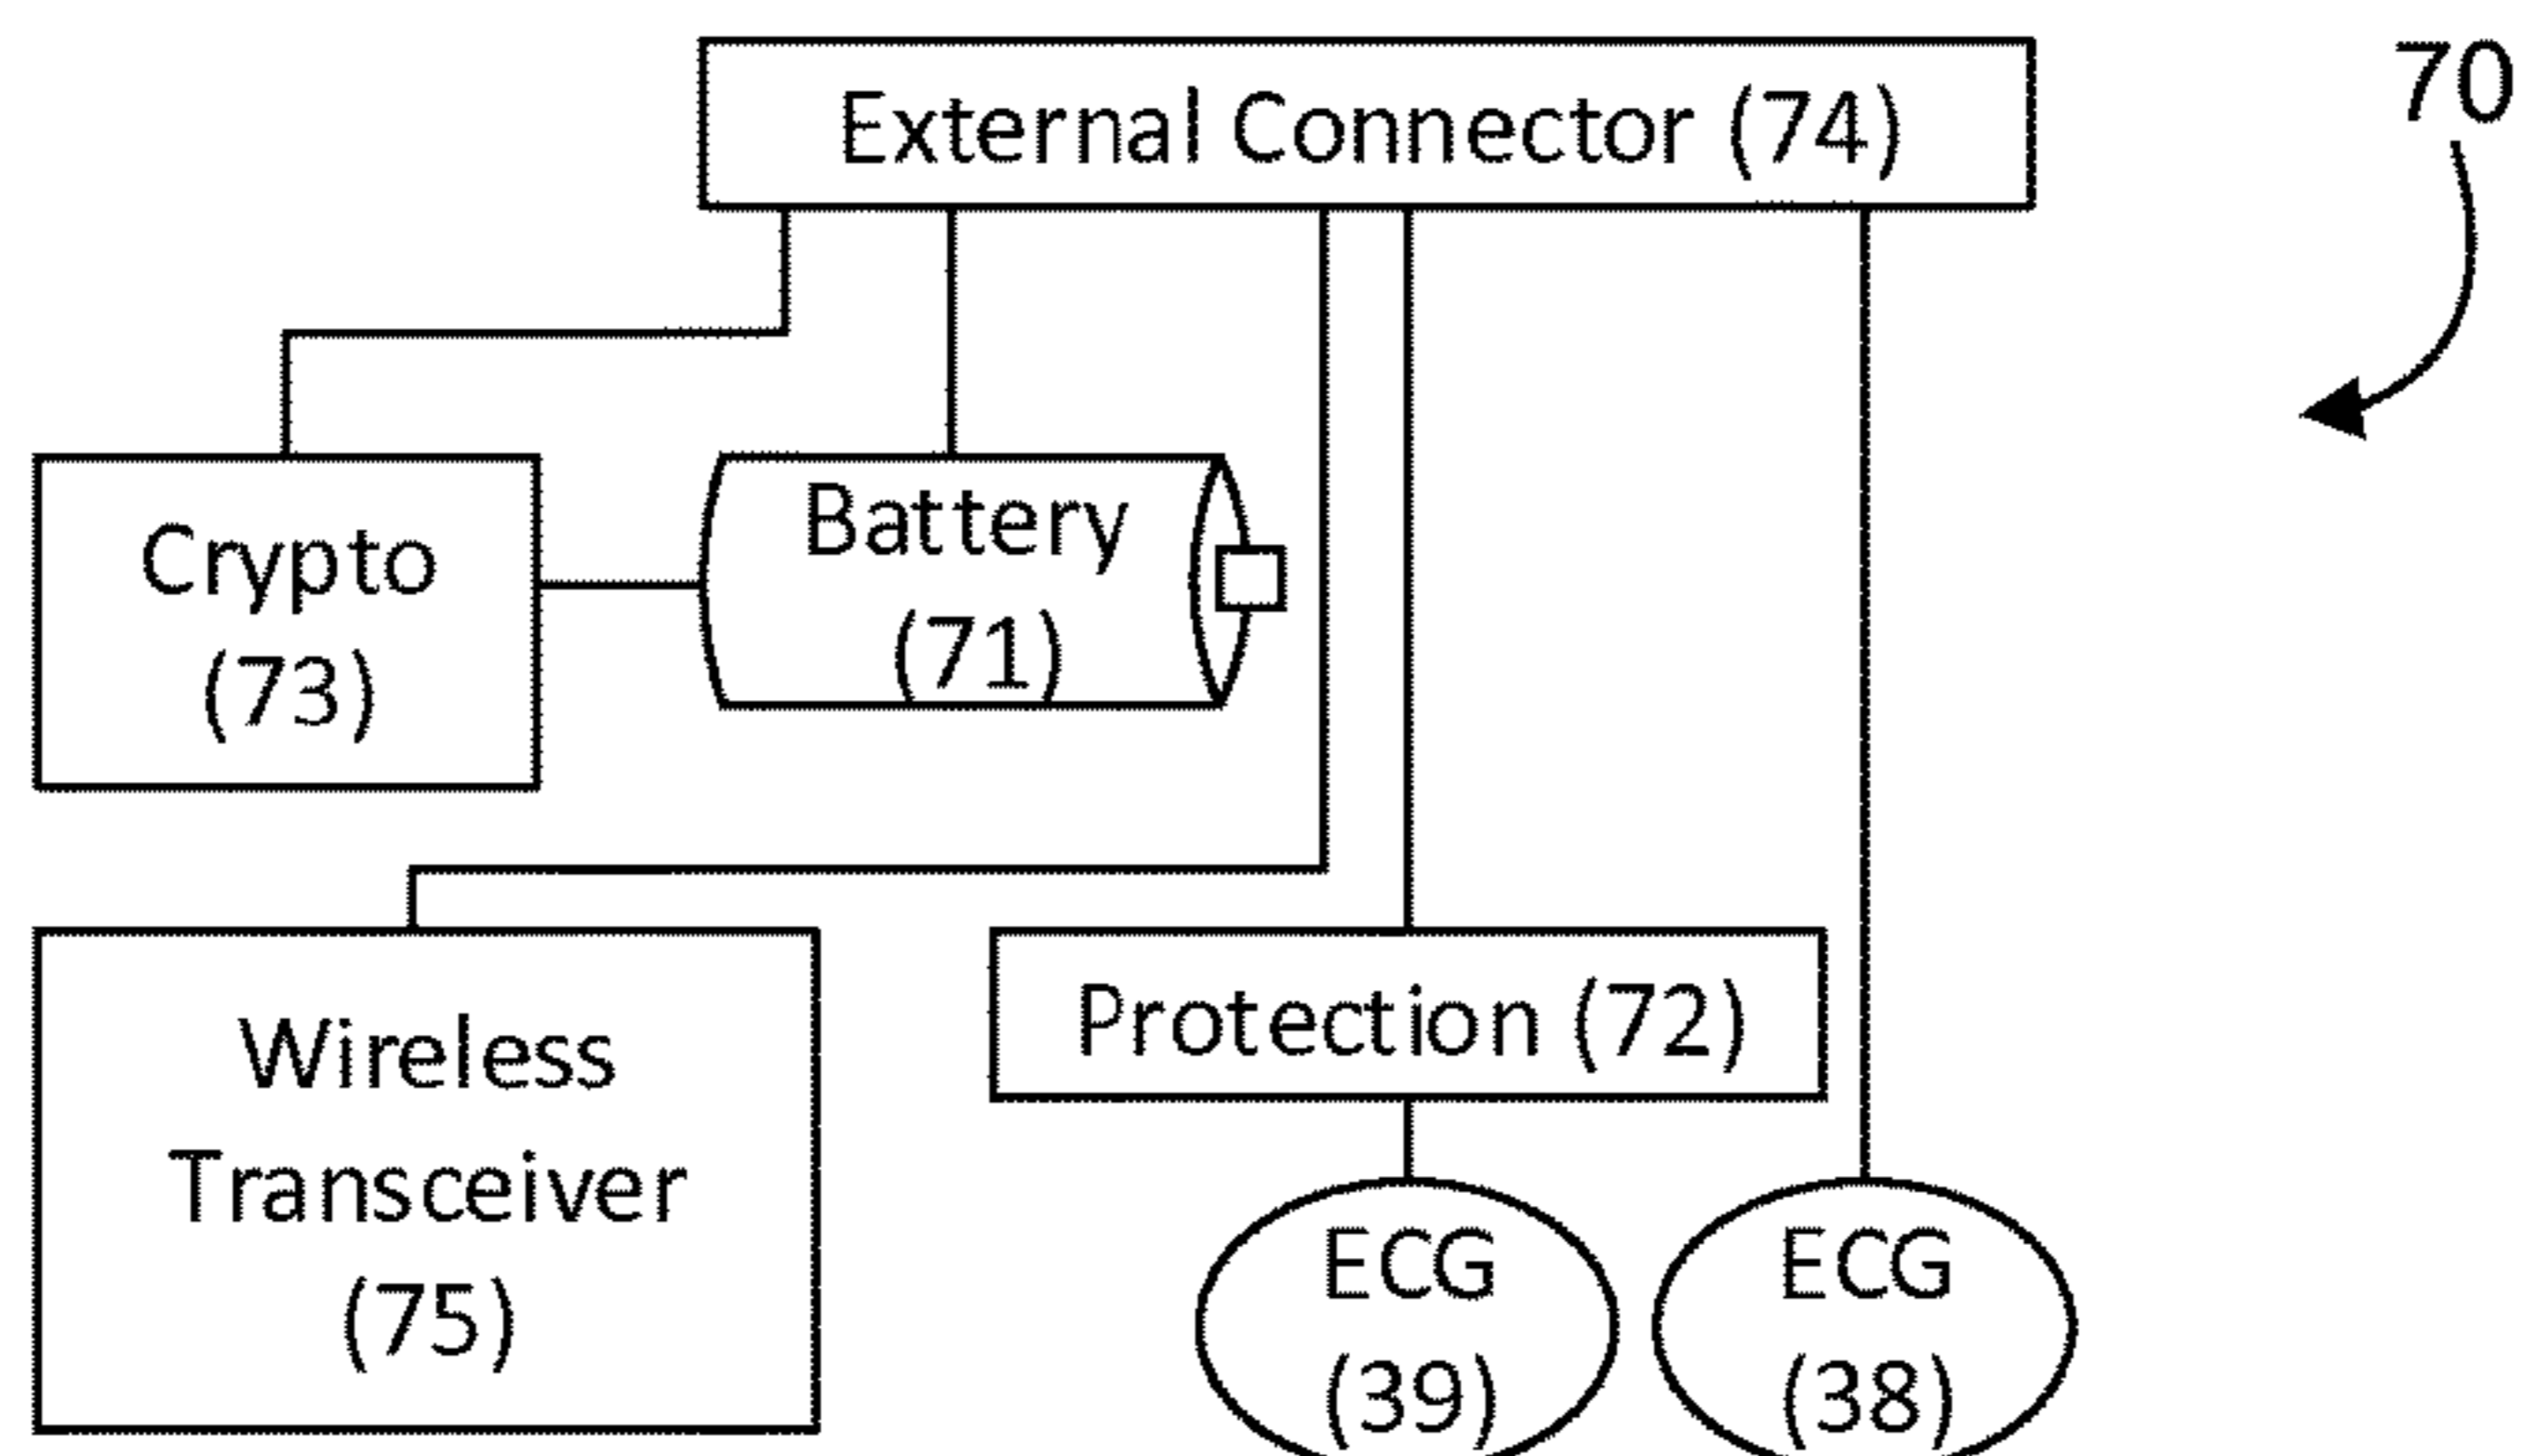 External Connector (74)
70
Crypto
(73)
Battery
(71)
Wireless
Transceiver
(75)
Protection (72)
ECG
(39)
ECG
(38)